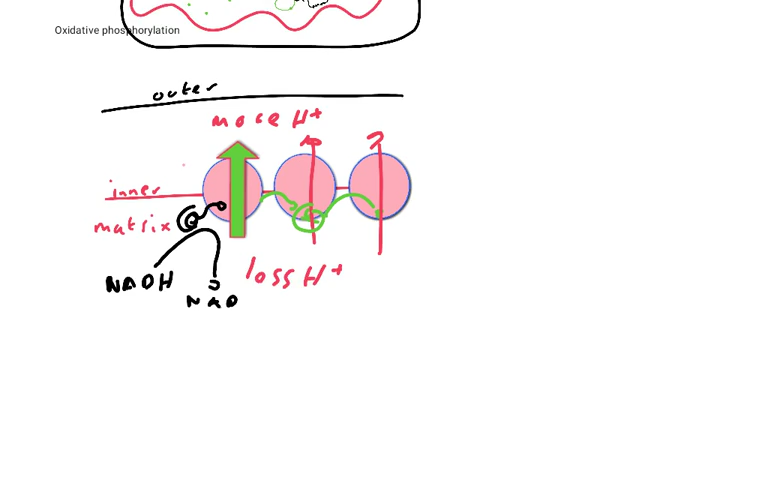 Oxidative phosphorylation
outer
more H+
inner
matrix
e
e
NADH
loss H+
NAD